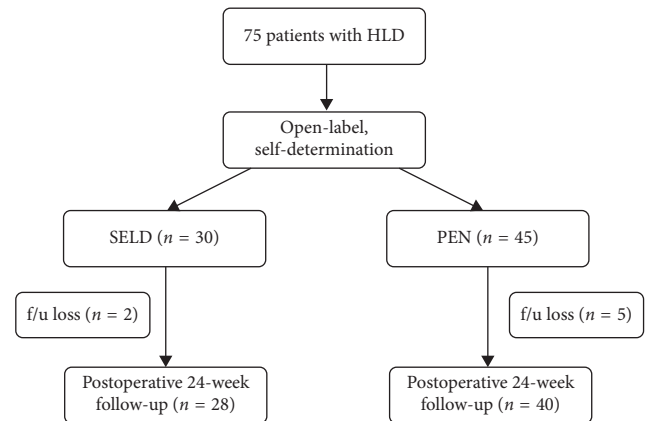 75 patients with HLD
Open-label,
self-determination
SELD (n = 30)
PEN (n = 45)
f/u loss (n = 2)
f/u loss (n = 5)
Postoperative 24-week
follow-up (n = 28)
Postoperative 24-week
follow-up (n = 40)